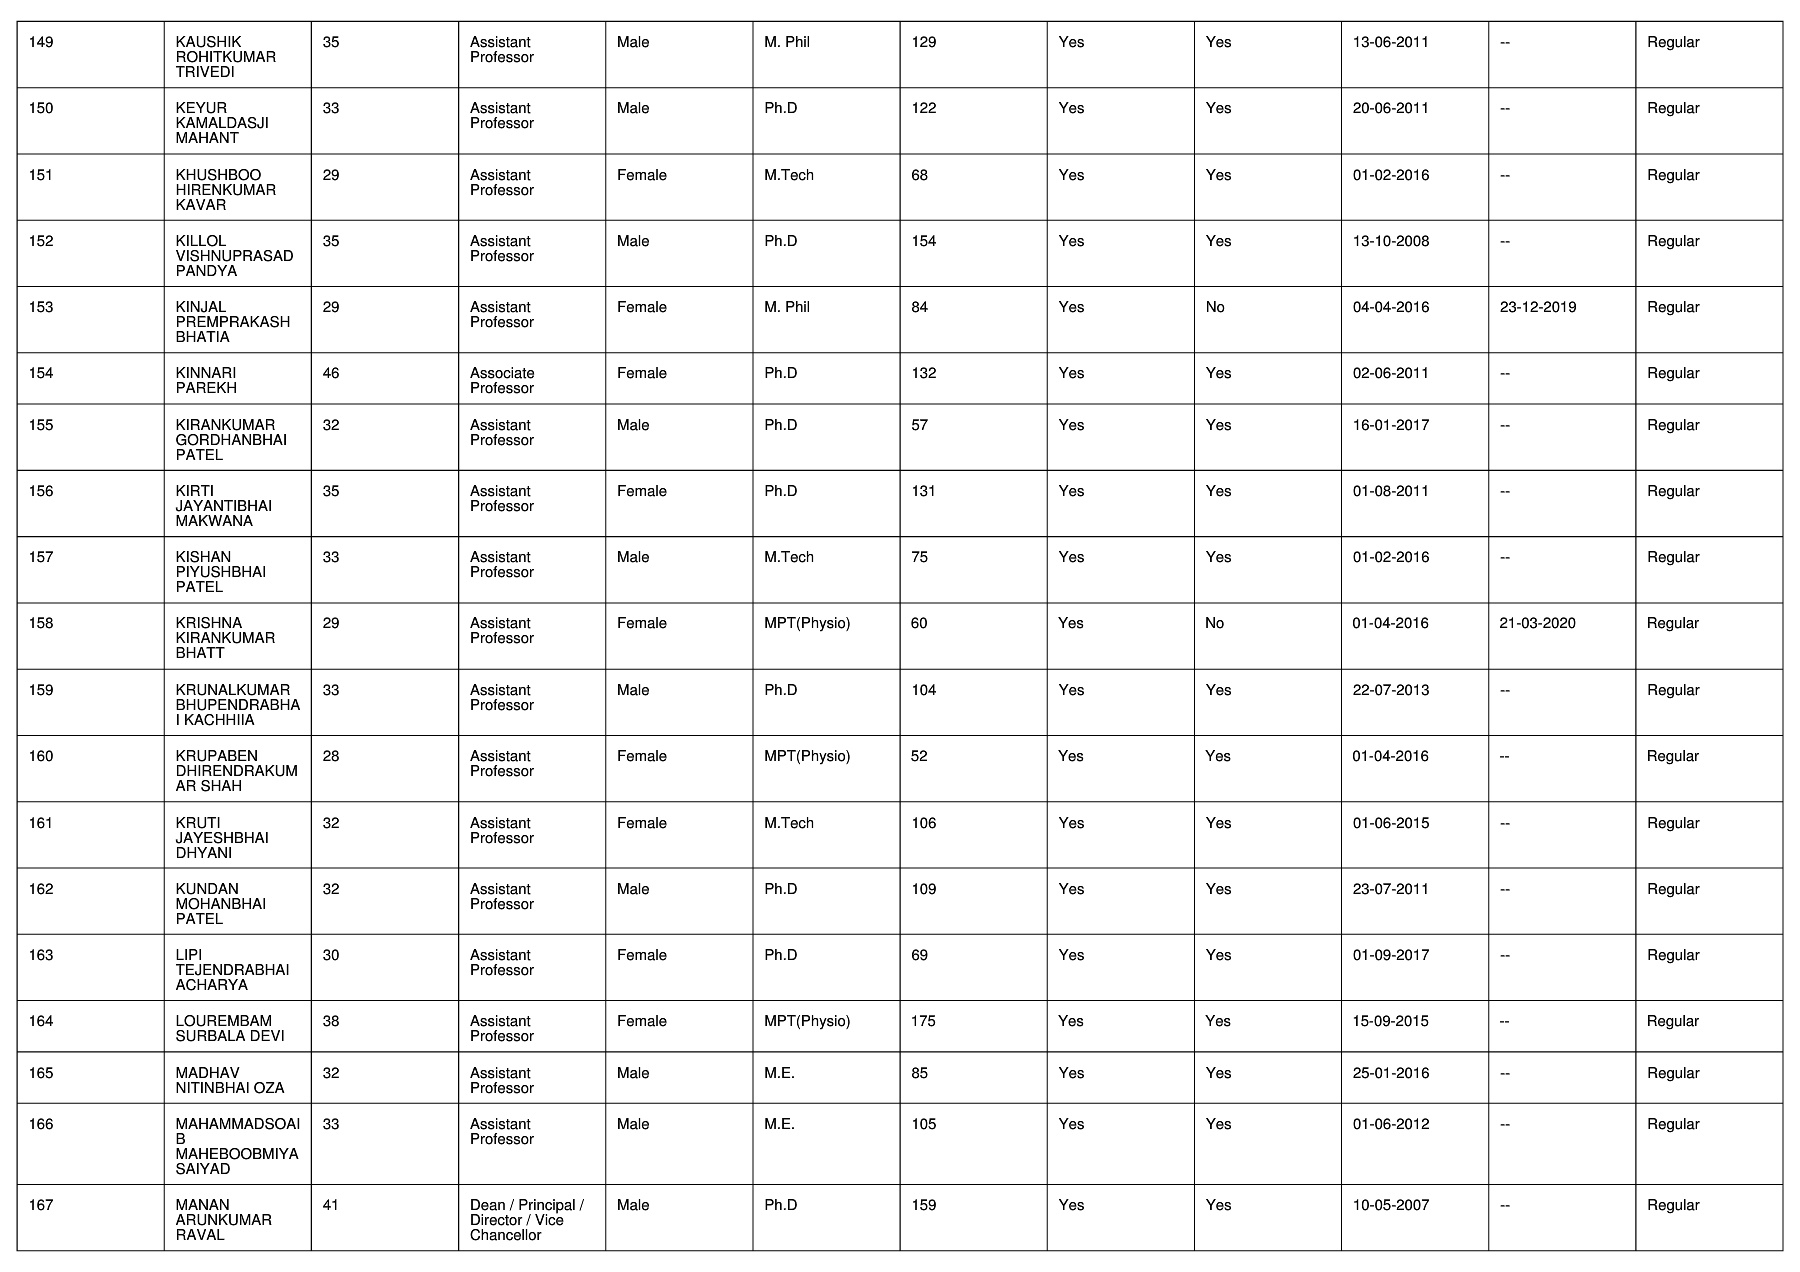 149 KAUSHIK 35 Assistant Male M. Phil 129 Yes Yes 13-06-2011 -- Regular
ROHITKUMAR Professor
TRIVEDI
150 KEYUR 33 Assistant Male Ph.D 122 Yes Yes 20-06-2011 -- Regular
KAMALDASJI Professor
MAHANT
151 KHUSHBOO 29 Assistant Female M.Tech 68 Yes Yes 01-02-2016 -- Regular
HIRENKUMAR Professor
KAVAR
152 KILLOL 35 Assistant Male Ph.D 154 Yes Yes 13-10-2008 -- Regular
VISHNUPRASAD Professor
PANDYA
153 KINJAL 29 Assistant Female M. Phil 84 Yes No 04-04-2016 23-12-2019 Regular
PREMPRAKASH Professor
BHATIA
154 KINNARI 46 Associate Female Ph.D 132 Yes Yes 02-06-2011 -- Regular
PAREKH Professor
155 KIRANKUMAR 32 Assistant Male Ph.D 57 Yes Yes 16-01-2017 -- Regular
GORDHANBHAI Professor
PATEL
156 KIRTI 35 Assistant Female Ph.D 131 Yes Yes 01-08-2011 -- Regular
JAYANTIBHAI Professor
MAKWANA
157 KISHAN 33 Assistant Male M.Tech 75 Yes Yes 01-02-2016 -- Regular
PIYUSHBHAI Professor
PATEL
158 KRISHNA 29 Assistant Female MPT(Physio) 60 Yes No 01-04-2016 21-03-2020 Regular
KIRANKUMAR Professor
BHATT
159 KRUNALKUMAR 33 Assistant Male Ph.D 104 Yes Yes 22-07-2013 -- Regular
BHUPENDRABHA Professor
I KACHHIIA
160 KRUPABEN 28 Assistant Female MPT(Physio) 52 Yes Yes 01-04-2016 -- Regular
DHIRENDRAKUM Professor
AR SHAH
161 KRUTI 32 Assistant Female M.Tech 106 Yes Yes 01-06-2015 -- Regular
JAYESHBHAI Professor
DHYANI
162 KUNDAN 32 Assistant Male Ph.D 109 Yes Yes 23-07-2011 -- Regular
MOHANBHAI Professor
PATEL
163 LIPI 30 Assistant Female Ph.D 69 Yes Yes 01-09-2017 -- Regular
TEJENDRABHAI Professor
ACHARYA
164 LOUREMBAM 38 Assistant Female MPT(Physio) 175 Yes Yes 15-09-2015 -- Regular
SURBALA DEVI Professor
165 MADHAV 32 Assistant Male M.E. 85 Yes Yes 25-01-2016 -- Regular
NITINBHAI OZA Professor
166 MAHAMMADSOAI 33 Assistant Male M.E. 105 Yes Yes 01-06-2012 -- Regular
B Professor
MAHEBOOBMIYA
SAIYAD
167 MANAN 41 Dean / Principal / Male Ph.D 159 Yes Yes 10-05-2007 -- Regular
ARUNKUMAR Director / Vice
RAVAL Chancellor